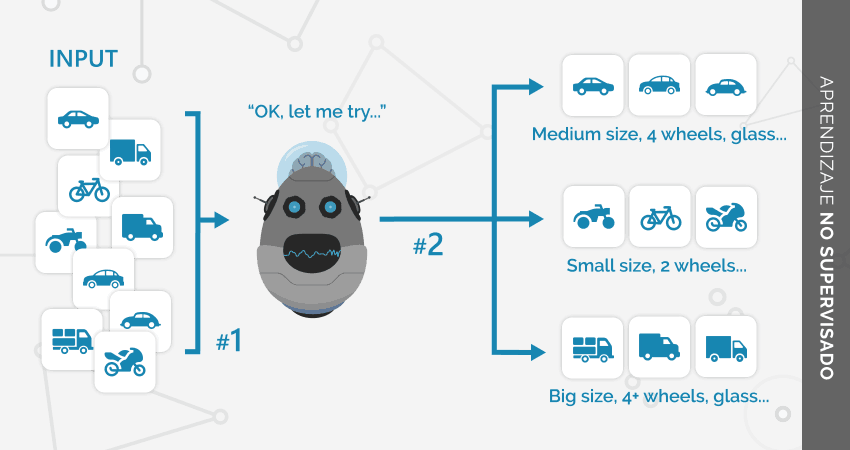 INPUT
“OK, let me try...”
#1
#2
Medium size, 4 wheels, glass...
Small size, 2 wheels...
Big size, 4+ wheels, glass...
APRENDIZAJE NO SUPERVISADO